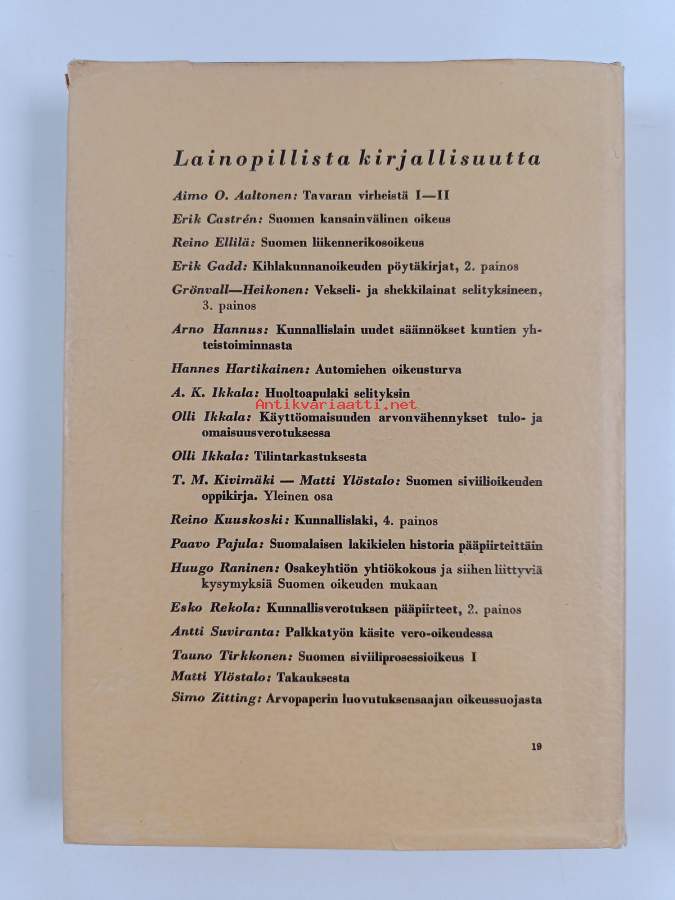 Lainopillista kirjallisuutta
Aimo O. Aaltonen: Tavaran virheistä I—II
Erik Castrén: Suomen kansainvälinen oikeus
Reino Ellilä: Suomen liikennerikosoikeus
Erik Gadd: Kihlakunnanoikeuden pöytäkirjat, 2. painos
Grönvall—Heikonen: Vekseli- ja shekkilainat selityksineen,
3. painos
Arno Hannus: Kunnallislain uudet säännökset kuntien yh-
teistoiminnasta
Hannes Hartikainen: Automiehen oikeusturva
A. K. Ikkala: Huoltoapulaki selityksin
Antikvariaatti.net
Olli Ikkala: Käyttöomaisuuden arvonvähennykset tulo- ja
omaisuusverotuksessa
Olli Ikkala: Tilintarkastuksesta
T. M. Kivimäki — Matti Ylöstalo: Suomen siviilioikeuden
oppikirja. Yleinen osa
Reino Kuuskoski: Kunnallislaki, 4. painos
Paavo Pajula: Suomalaisen lakikielen historia pääpiirteittäin
Huugo Raninen: Osakeyhtiön yhtiökokous ja siihen liittyviä
kysymyksiä Suomen oikeuden mukaan
Esko Rekola: Kunnallisverotuksen pääpiirteet, 2. painos
Antti Suviranta: Palkkatyön käsite vero-oikeudessa
Tauno Tirkkonen: Suomen siviiliprosessioikeus I
Matti Ylöstalo: Takauksesta
Simo Zitting: Arvopaperin luovutuksensaajan oikeussuojasta
19